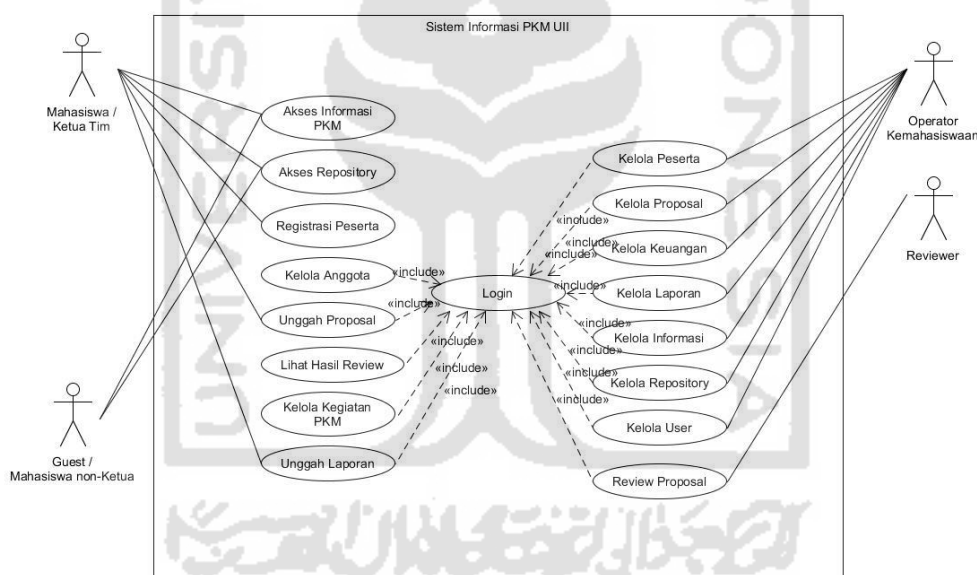 Sistem Informasi PKM UII
Mahasiswa /
Ketua Tim
Operator
Kemahasiswaan
Reviewer
Guest /
Mahasiswa non-Ketua
Akses Informasi
PKM
Akses Repository
Registrasi Peserta
Kelola Anggota
Unggah Proposal
Lihat Hasil Review
Kelola Kegiatan
PKM
Unggah Laporan
«include»
«include»
«include»
«include»
«include»
Login
Kelola Peserta
Kelola Proposal
Kelola Keuangan
Kelola Laporan
Kelola Informasi
Kelola Repository
Kelola User
Review Proposal
«include»
«include»
«include»
«include»
«include»
«include»
«include»